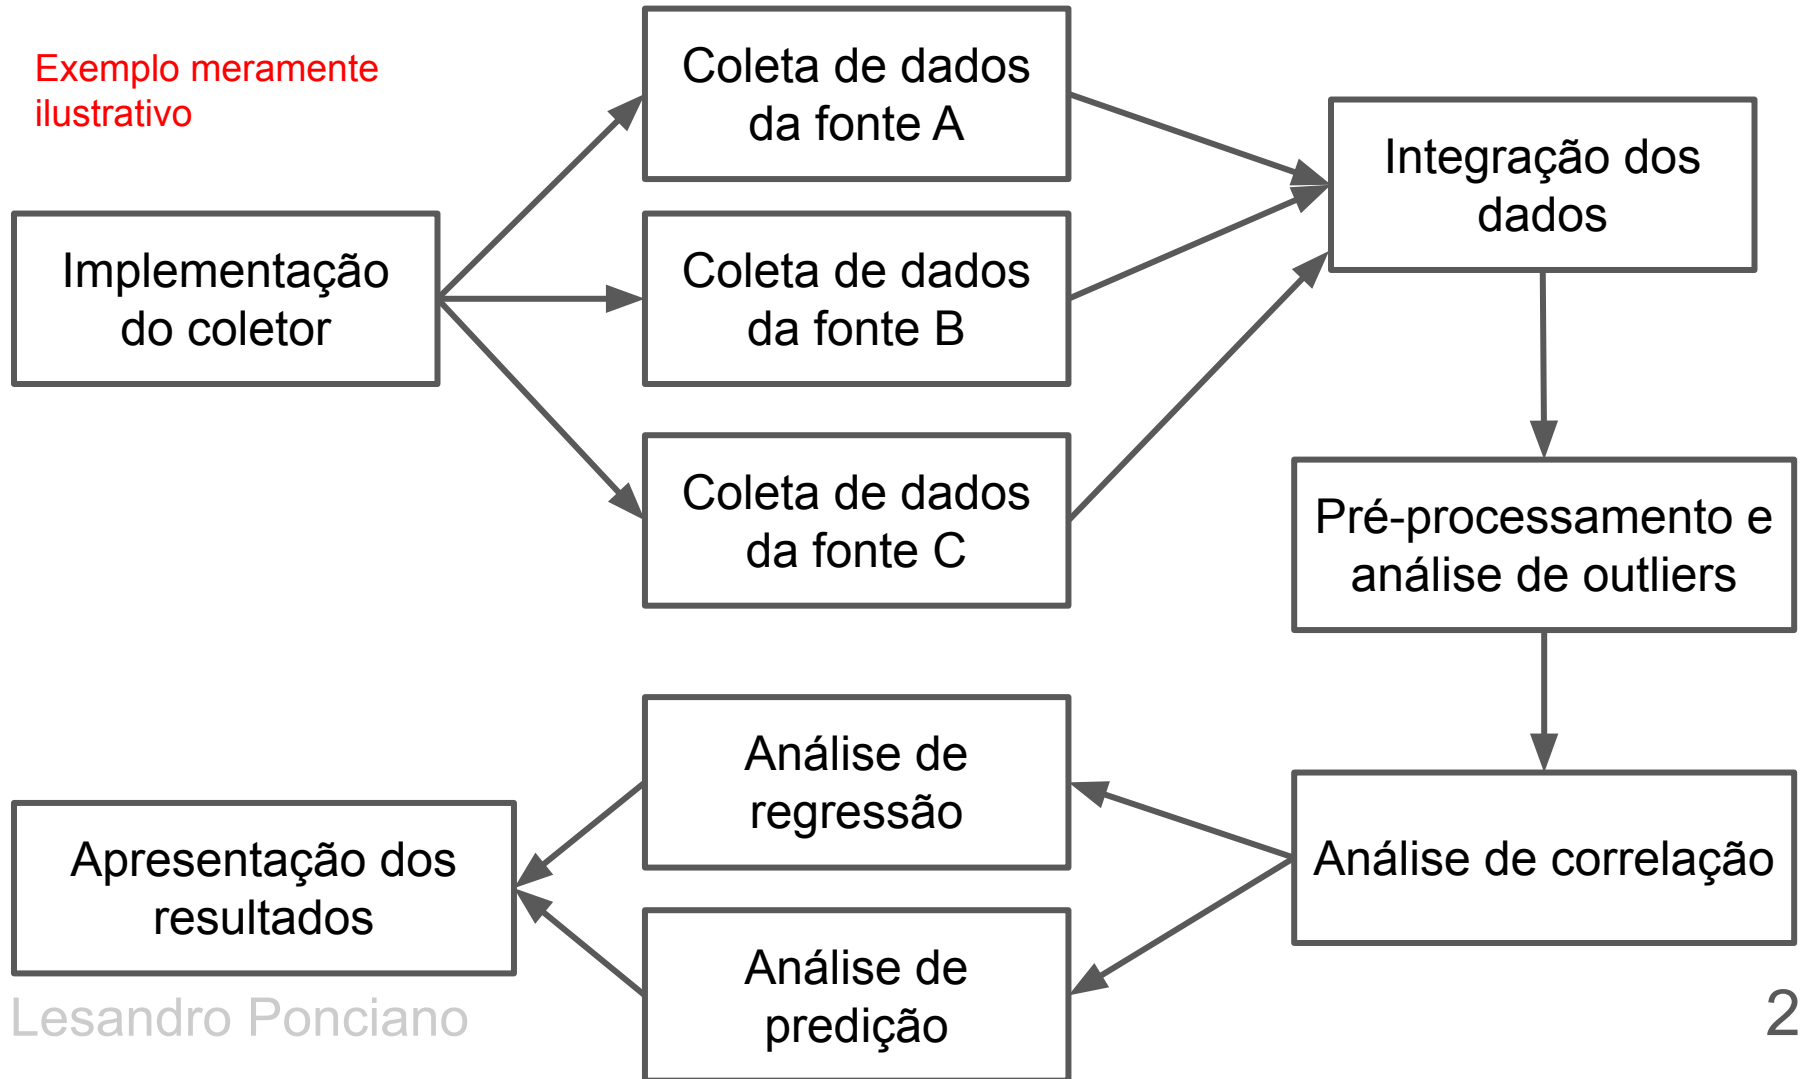 Exemplo meramente
ilustrativo
Implementação
do coletor
Coleta de dados
da fonte A
Coleta de dados
da fonte B
Coleta de dados
da fonte C
Integração dos
dados
Pré-processamento e
análise de outliers
Análise de correlação
Análise de
regressão
Análise de
predição
Apresentação dos
resultados
Lesandro Ponciano
2